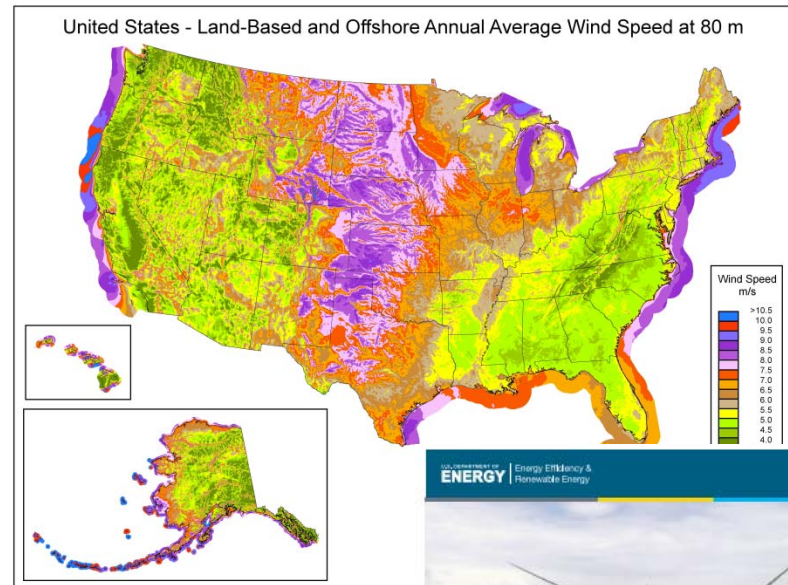 United States - Land-Based and Offshore Annual Average Wind Speed at 80 m
Wind Speed
m/s
>10.5
10.0
9.5
9.0
8.5
8.0
7.5
7.0
6.5
6.0
5.5
5.0
4.5
4.0
U.S. DEPARTMENT OF
ENERGY
Energy Efficiency &
Renewable Energy